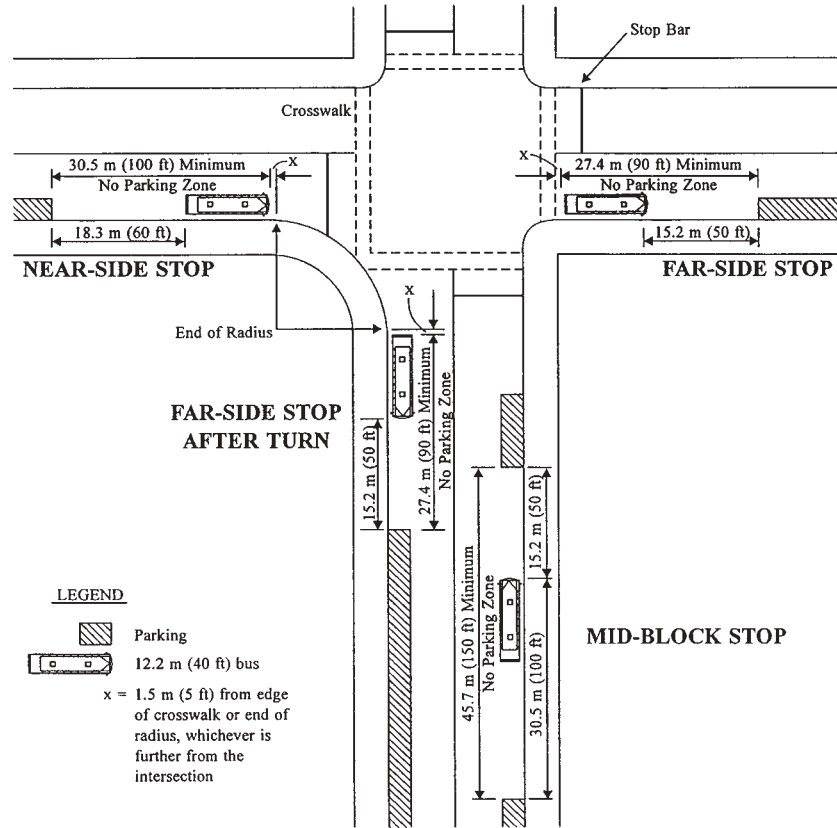 Stop Bar
Crosswalk
30.5 m (100 ft) Minimum
x
No Parking Zone
x
27.4 m (90 ft) Minimum
No Parking Zone
18.3 m (60 ft)
15.2 m (50 ft)
NEAR-SIDE STOP
FAR-SIDE STOP
x
End of Radius
FAR-SIDE STOP
AFTER TURN
15.2 m (50 ft)
27.4 m (90 ft) Minimum
No Parking Zone
45.7 m (150 ft) Minimum
No Parking Zone
15.2 m (50 ft)
30.5 m (100 ft)
MID-BLOCK STOP
LEGEND
Parking
12.2 m (40 ft) bus
x = 1.5 m (5 ft) from edge
of crosswalk or end of
radius, whichever is
further from the
intersection